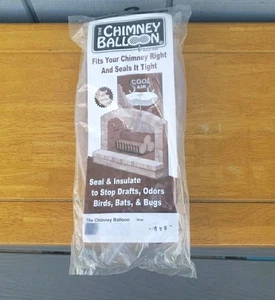 THE CHIMNEY
BALLOON
Fits Your Chimney Right
And Seals It Tight
COOL
AIR
Seal & Insulate
to Stop Drafts, Odors
Birds, Bats, & Bugs
The Chimney Balloon Size